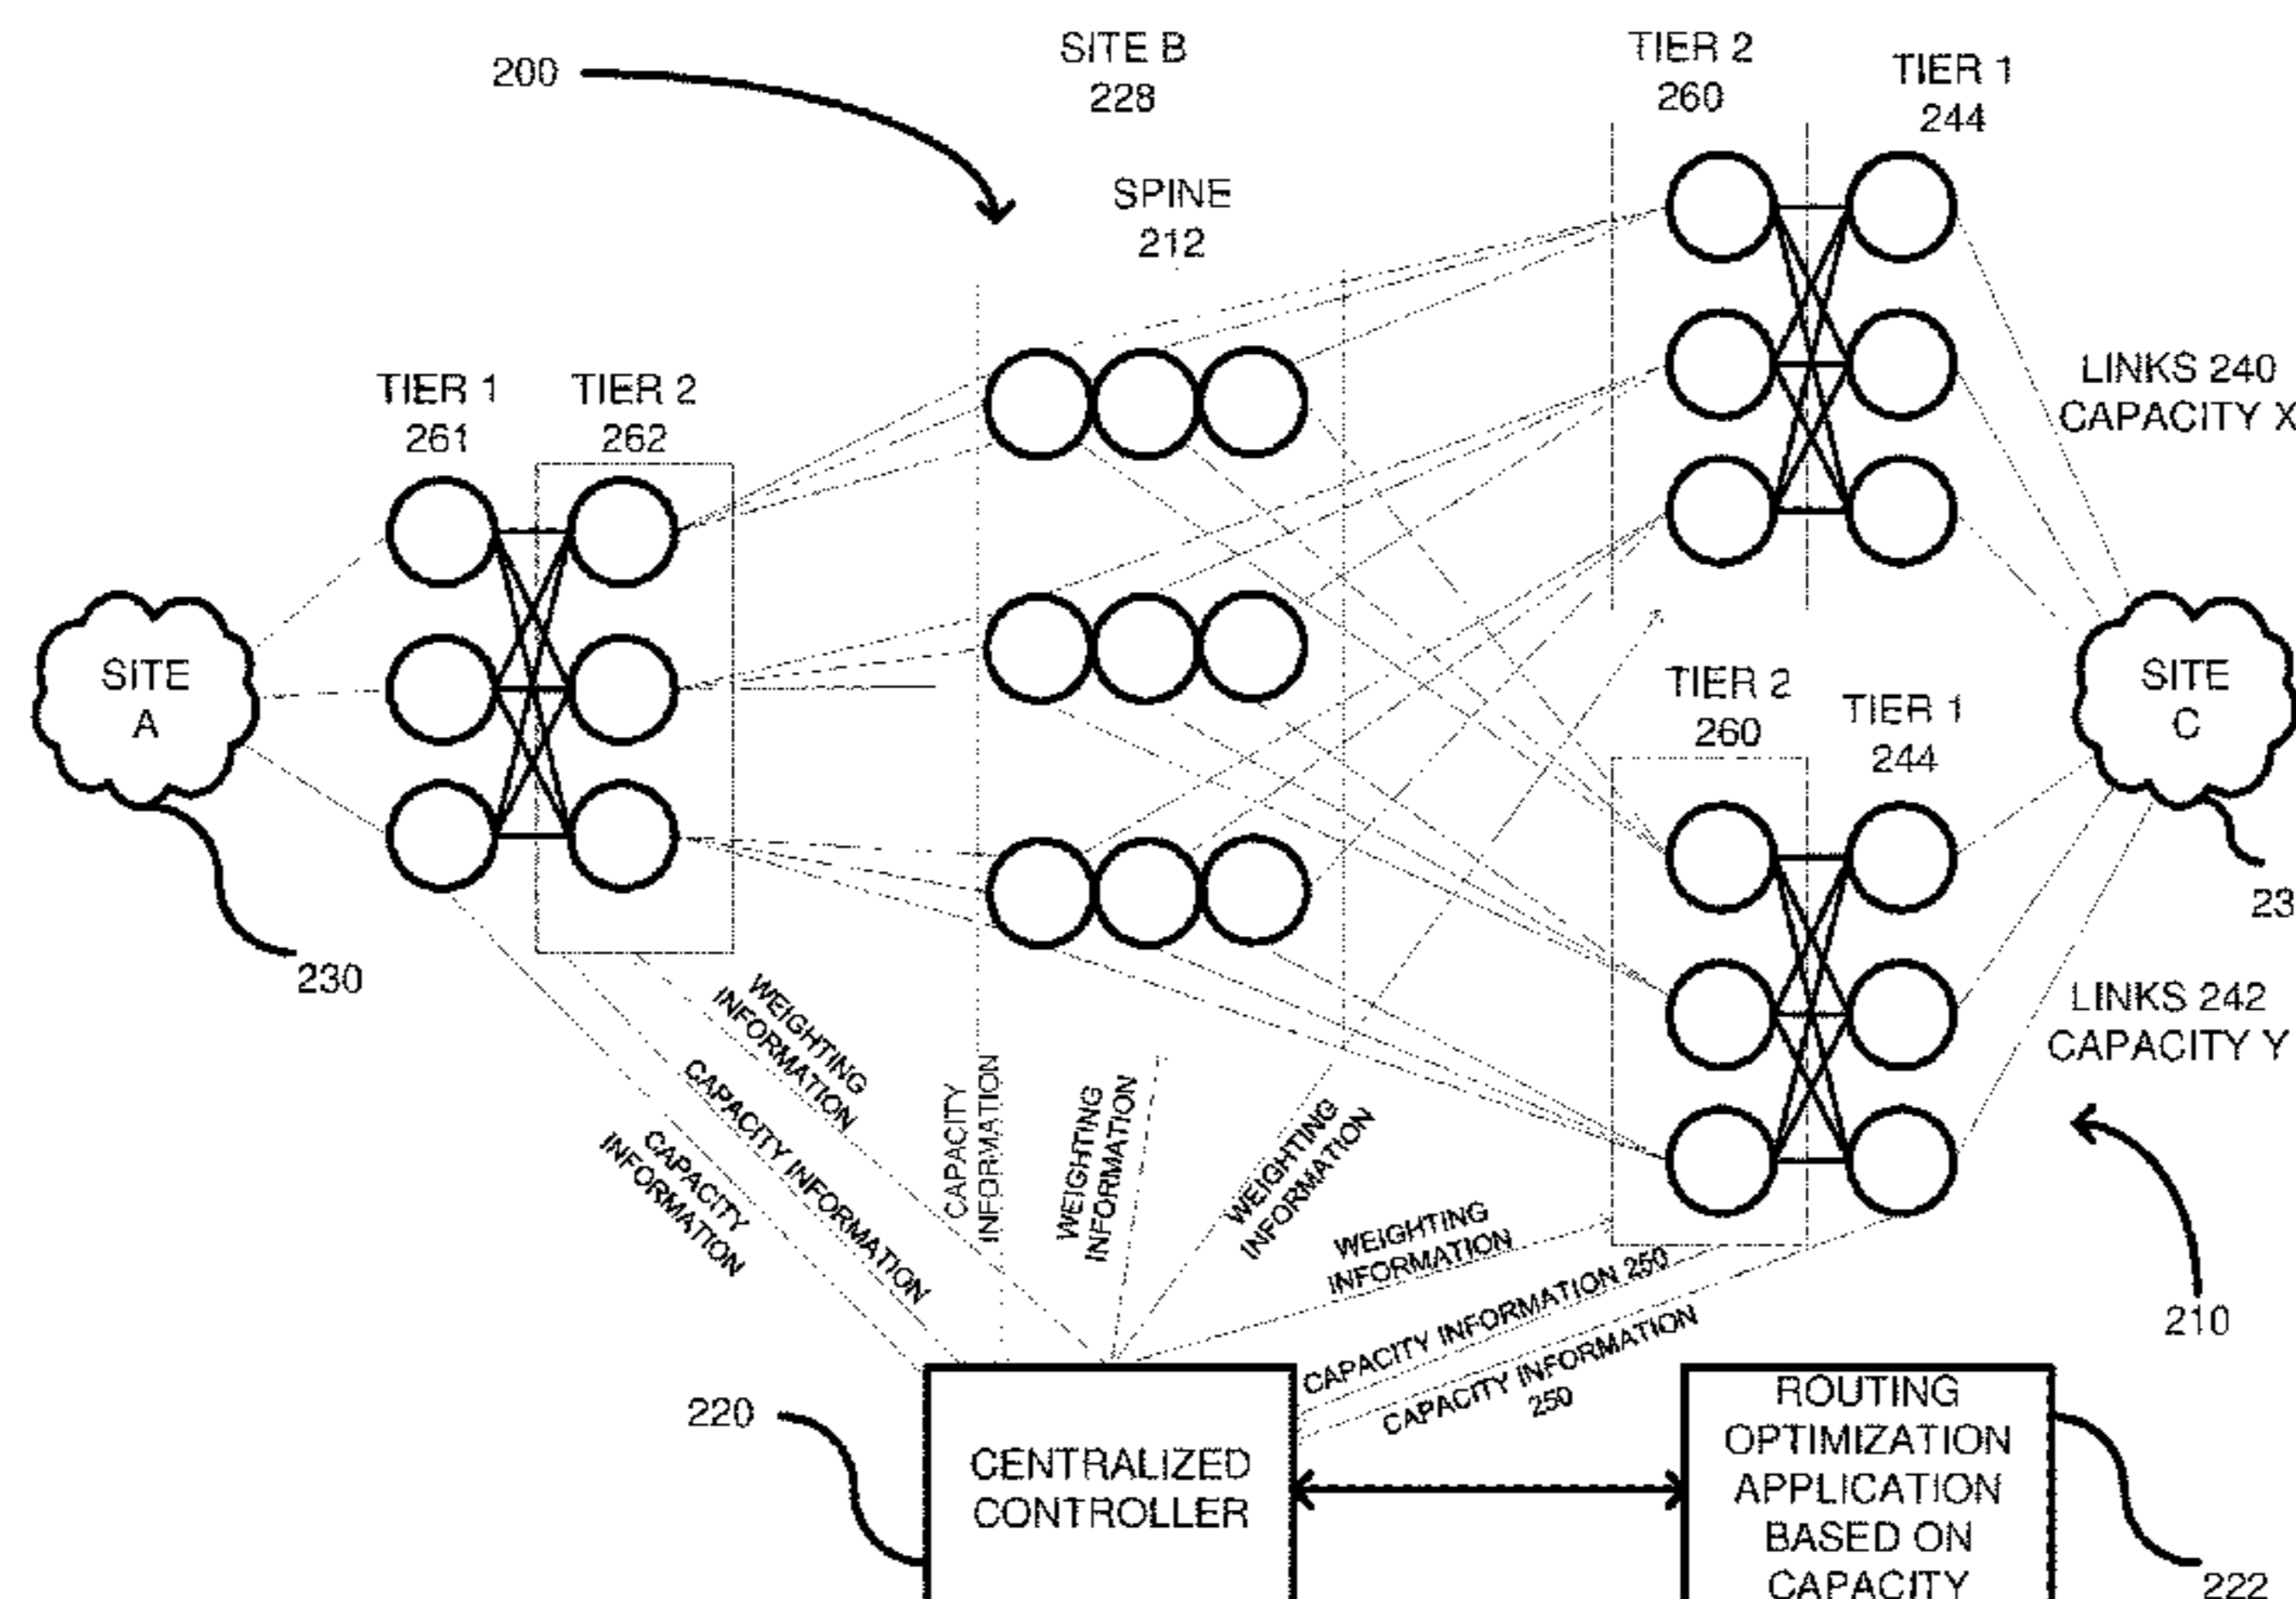 200
SITE B
228
SPINE
212
TIER 2
260
TIER 1
244
LINKS 240
CAPACITY X
TIER 1
261
TIER 2
262
SITE
A
230
SITE
C
23
TIER 2
260
TIER 1
244
LINKS 242
CAPACITY Y
210
WEIGHTING
INFORMATION
CAPACITY INFORMATION
CAPACITY
INFORMATION
CAPACITY
INFORMATION
WEIGHTING
INFORMATION
WEIGHTING
INFORMATION
WEIGHTING
INFORMATION
CAPACITY INFORMATION 250
CAPACITY INFORMATION
250
220
CENTRALIZED
CONTROLLER
ROUTING
OPTIMIZATION
APPLICATION
BASED ON
CAPACITY
222